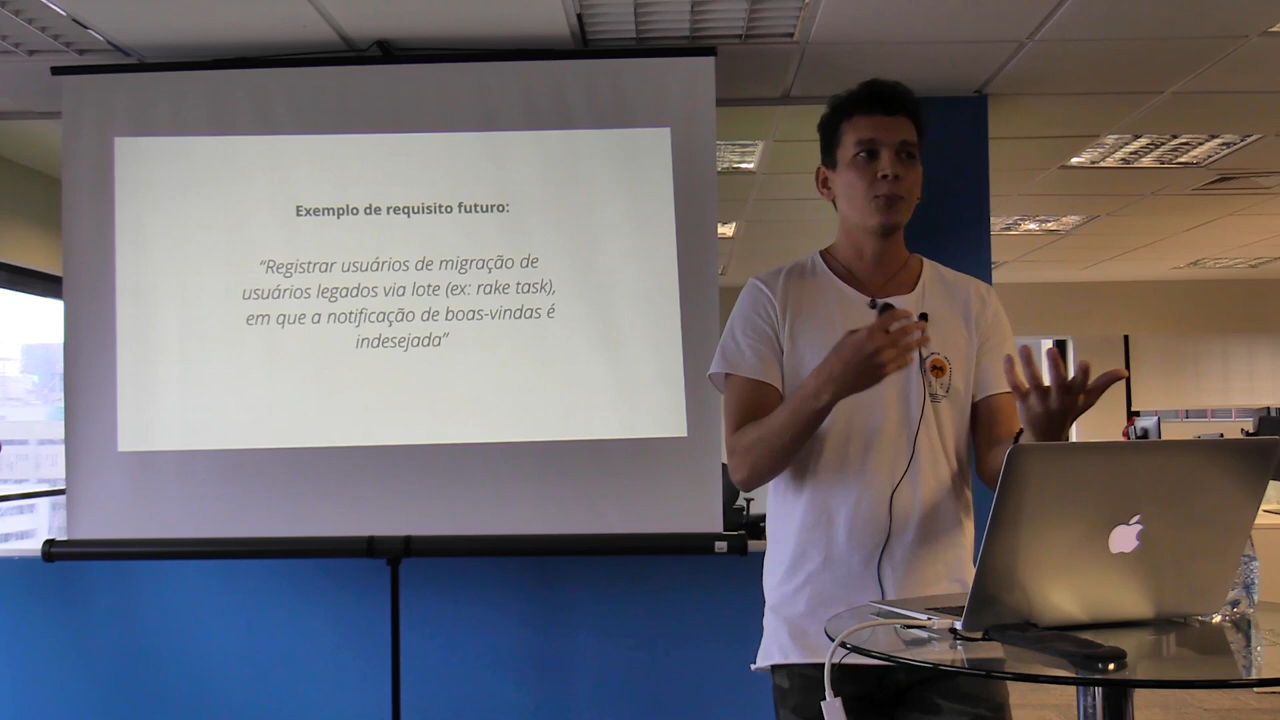 Exemplo de requisito futuro:
“Registrar usuários de migração de
usuários legados via lote (ex: rake task),
em que a notificação de boas-vindas é
indesejada”